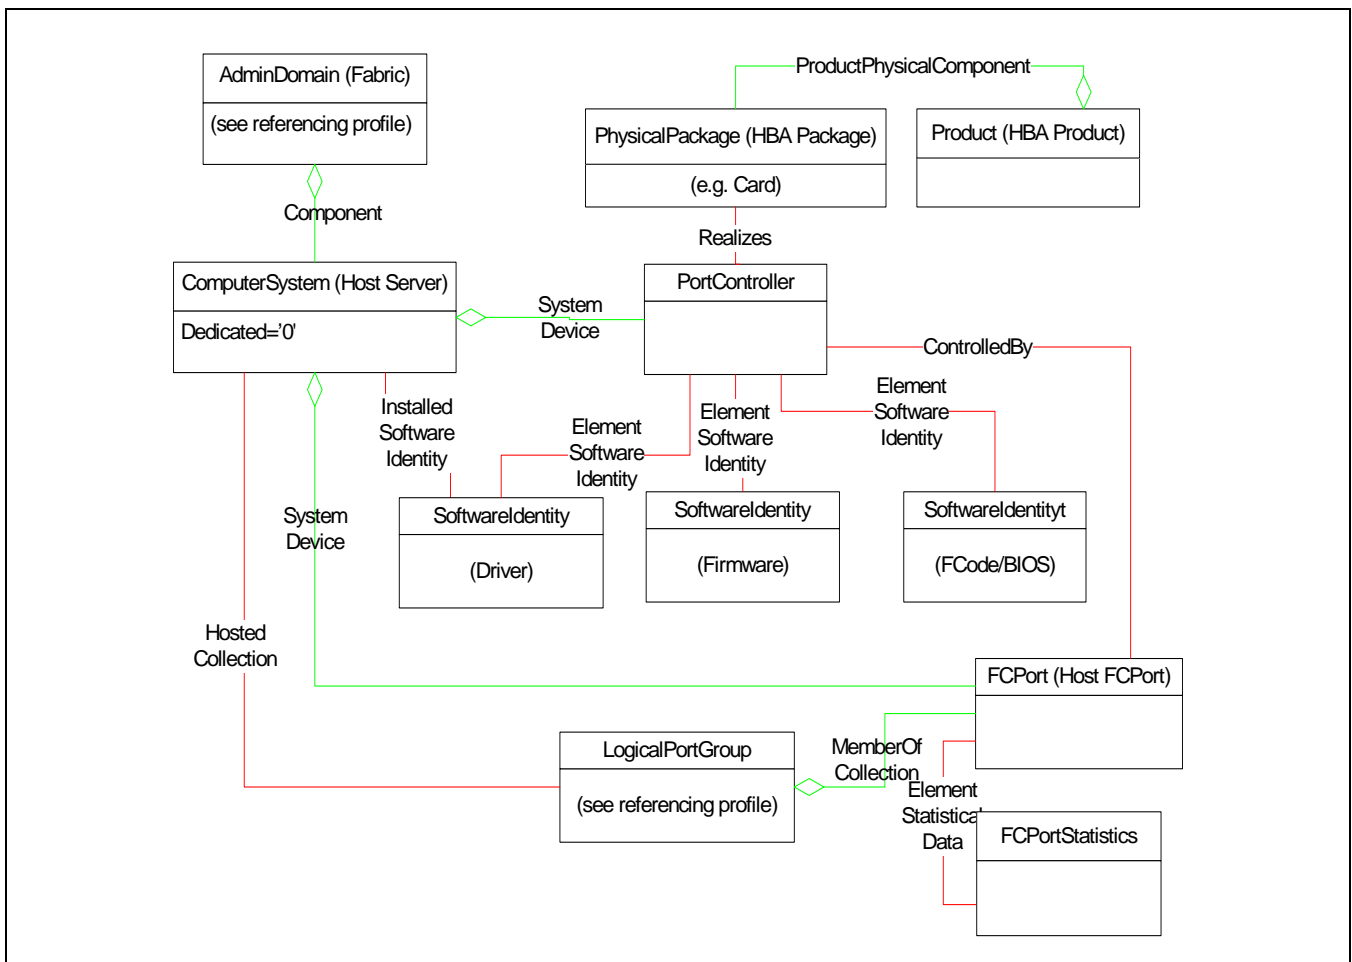 AdminDomain (Fabric)
(see referencing profile)
ProductPhysicalComponent
PhysicalPackage (HBA Package)
(e.g. Card)
Product (HBA Product)
Component
Realizes
ComputerSystem (Host Server)
Dedicated='0'
System
Device
PortController
ControlledBy
Installed
Software
Identity
Element
Software
Identity
Element
Software
Identity
Element
Software
Identity
SoftwareIdentity
(Driver)
SoftwareIdentity
(Firmware)
SoftwareIdentityt
(FCode/BIOS)
System
Device
Hosted
Collection
FCPort (Host FCPort)
LogicalPortGroup
(see referencing profile)
MemberOf
Collection
Element
Statistical
Data
FCPortStatistics